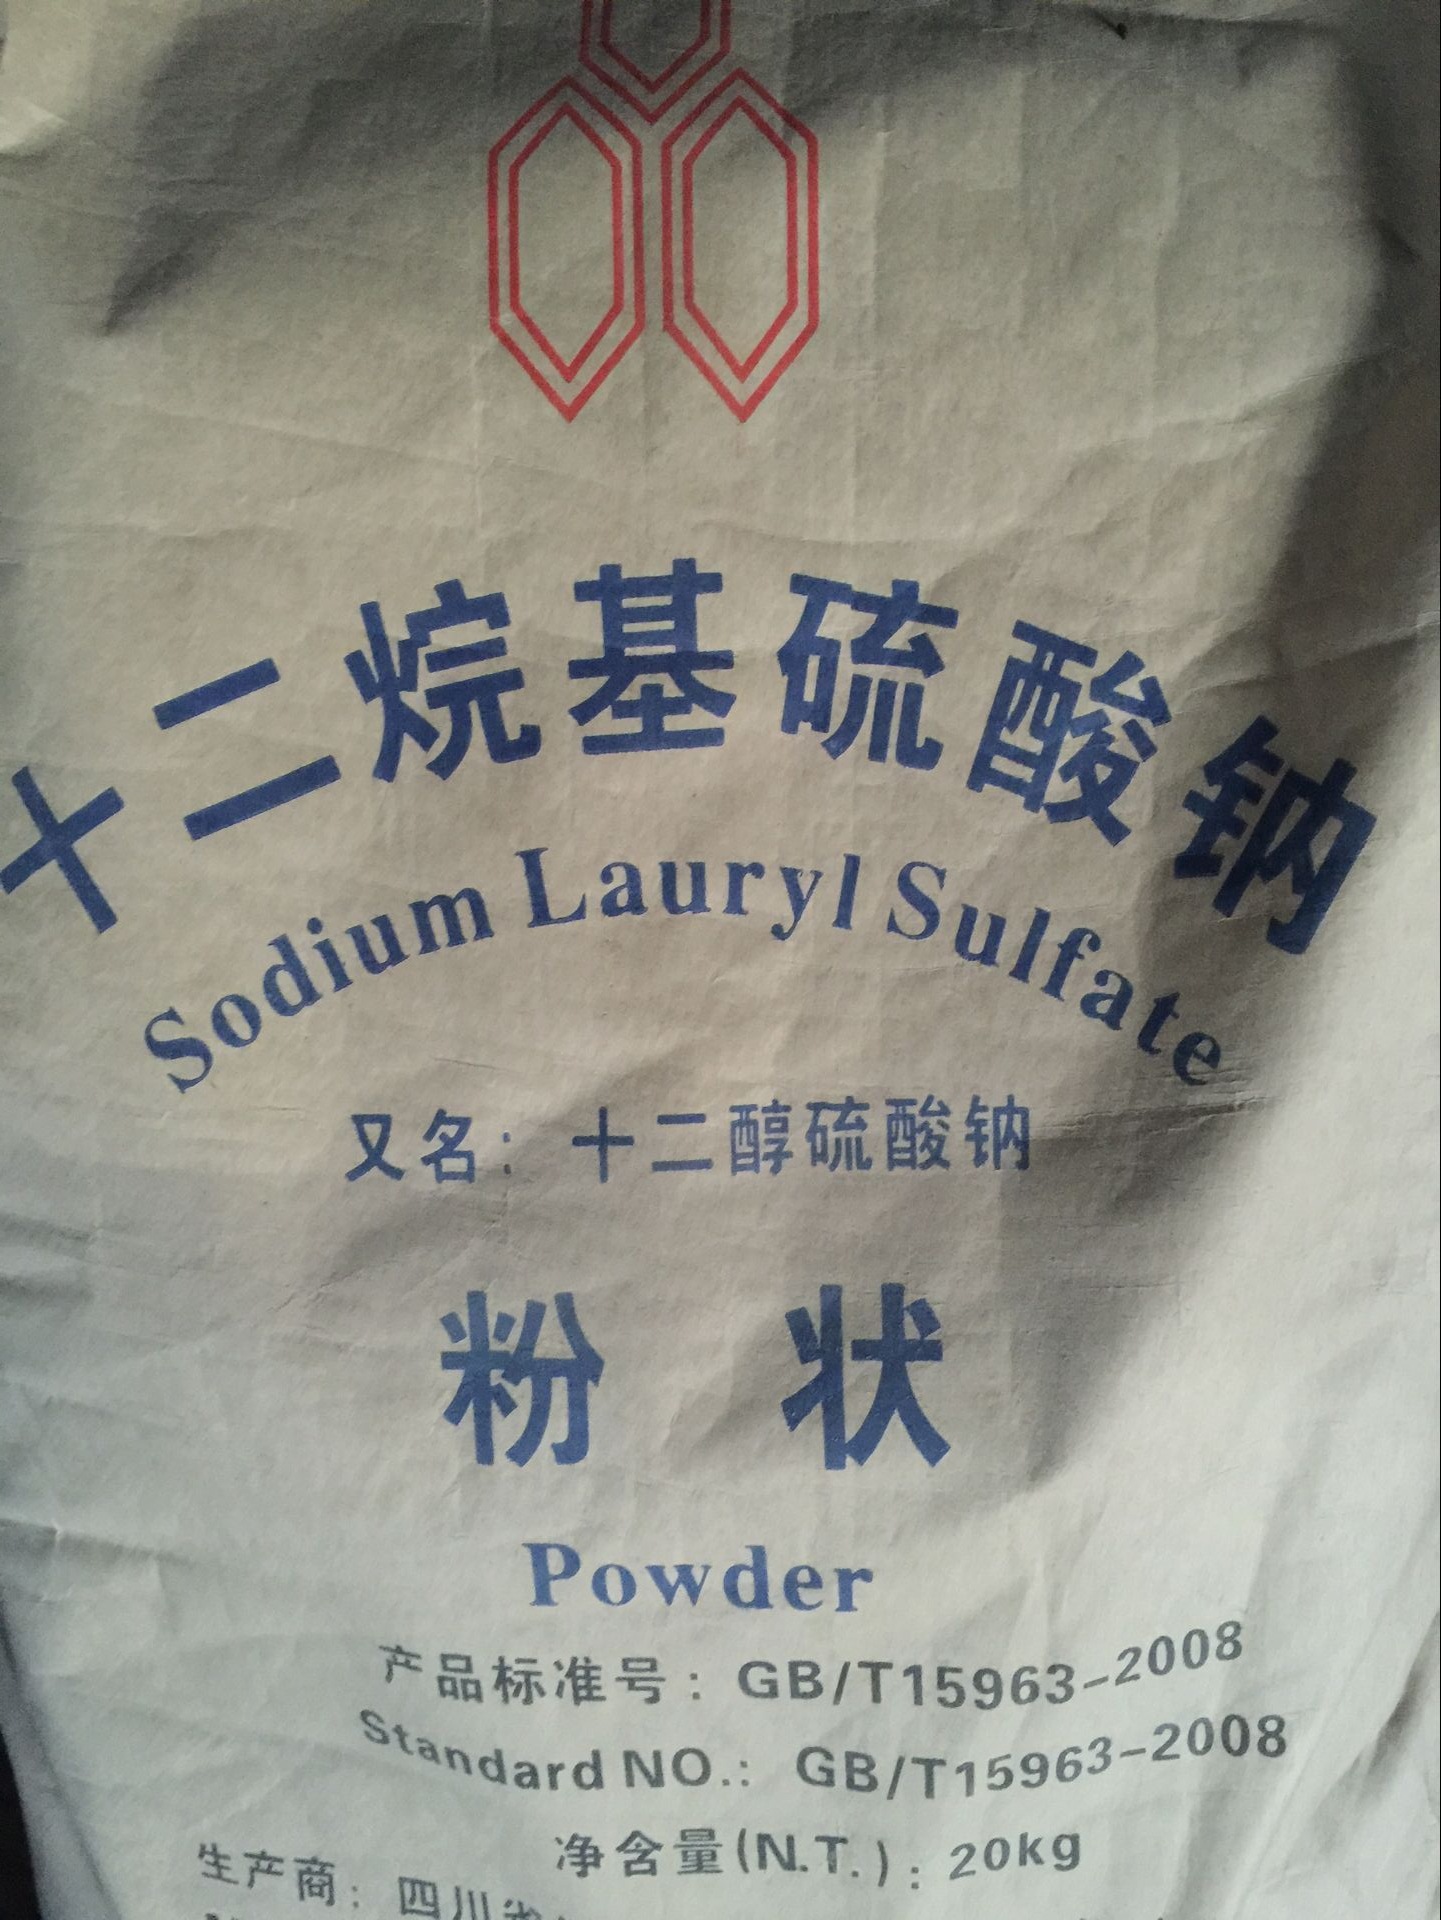 十二烷基硫酸钠
Sodium Lauryl Sulfate
又名：十二醇硫酸钠
粉状
Powder
产品标准号：GB/T15963-2008
Standard NO.: GB/T15963-2008
净含量(N.T.)：20kg
生产商：四川省